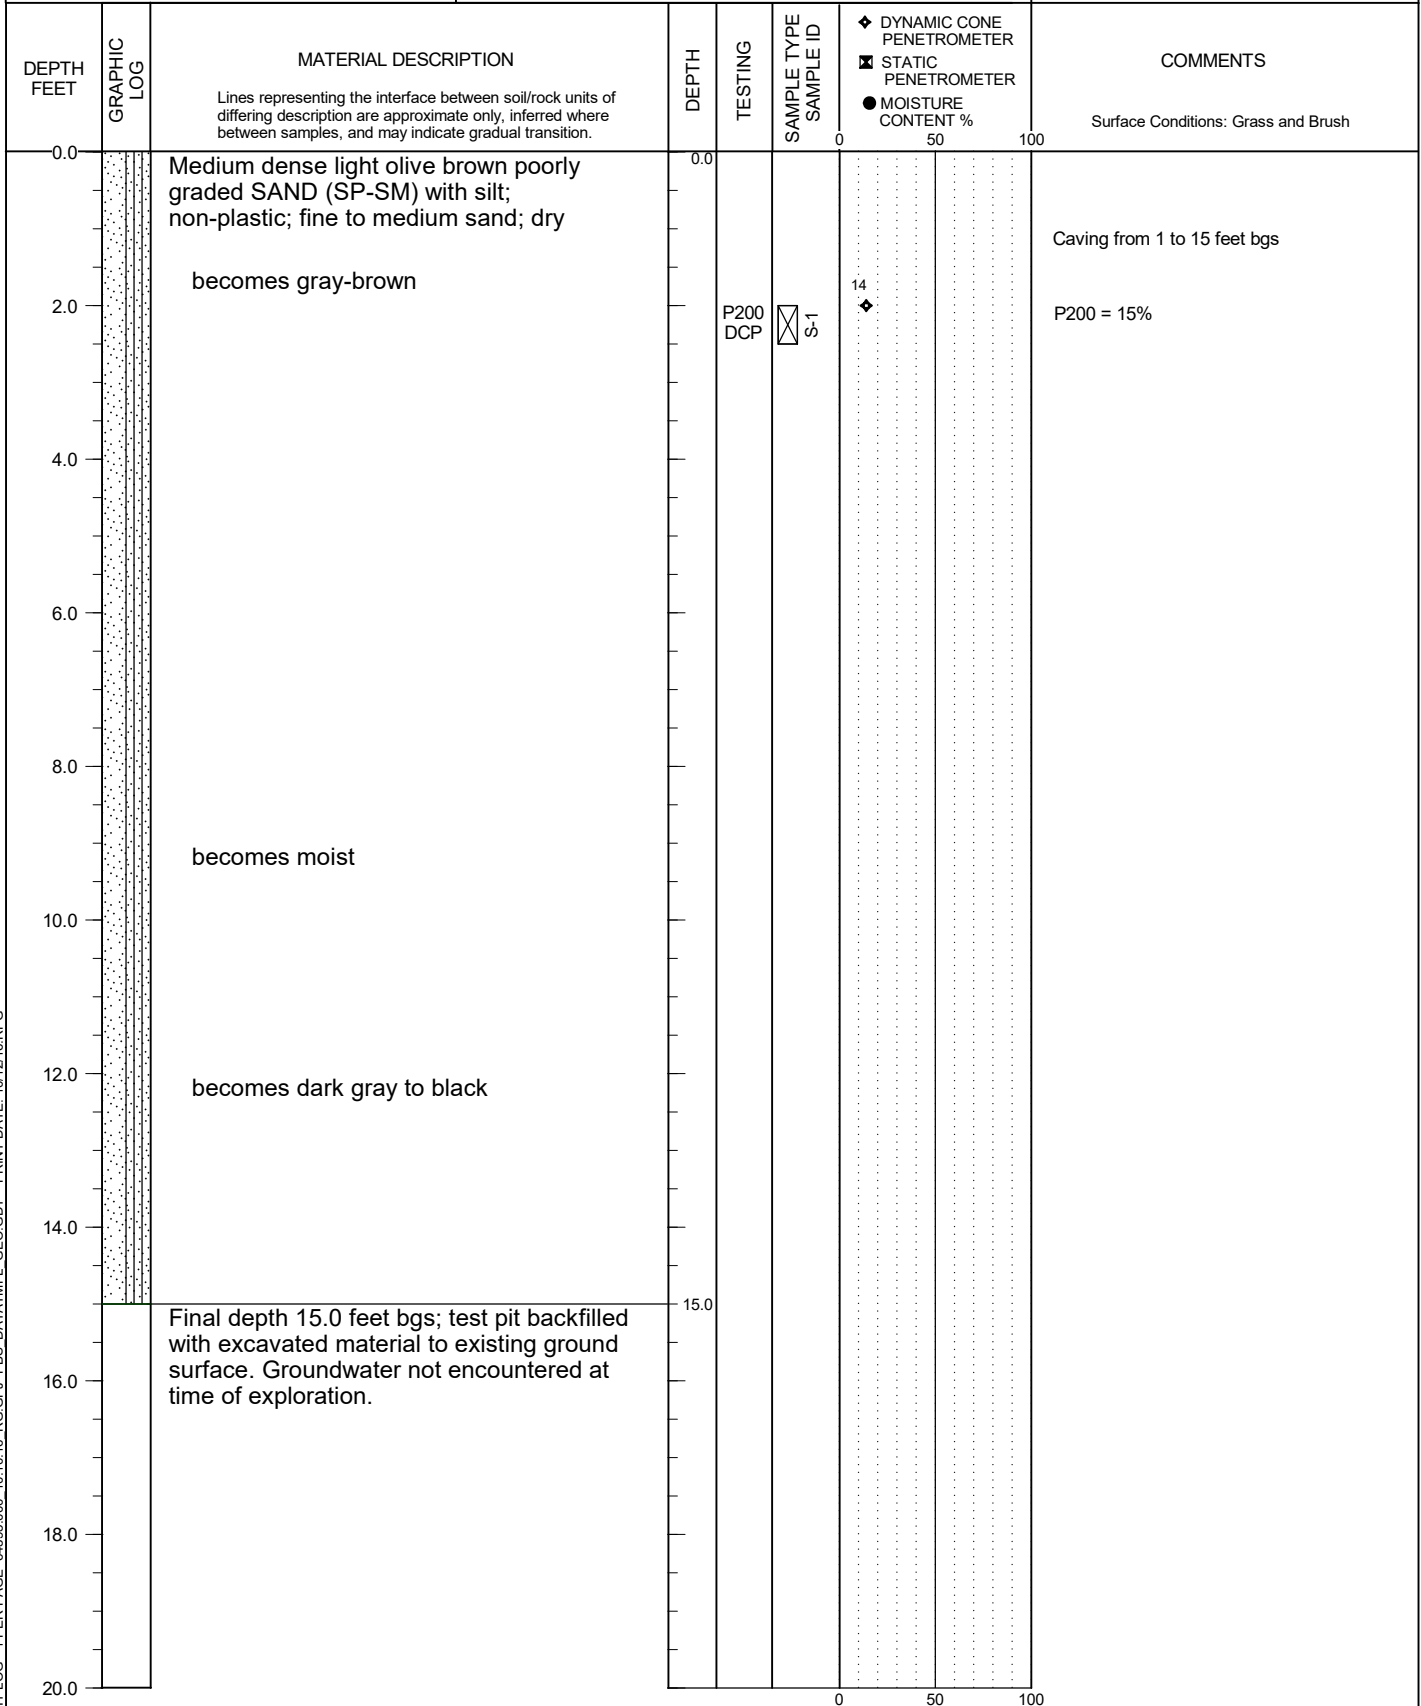 DEPTH
FEET
GRAPHIC
LOG
MATERIAL DESCRIPTION
Lines representing the interface between soil/rock units of
differing description are approximate only, inferred where
between samples, and may indicate gradual transition.
DEPTH
TESTING
SAMPLE TYPE
SAMPLE ID
DYNAMIC CONE
PENETROMETER
STATIC
PENETROMETER
MOISTURE
CONTENT %
0 50 100
COMMENTS
Surface Conditions: Grass and Brush
0.0
Medium dense light olive brown poorly
graded SAND (SP-SM) with silt;
non-plastic; fine to medium sand; dry
0.0
Caving from 1 to 15 feet bgs
becomes gray-brown
14
2.0
P200
DCP
S-1
P200 = 15%
4.0
6.0
8.0
becomes moist
10.0
12.0
becomes dark gray to black
14.0
15.0
Final depth 15.0 feet bgs; test pit backfilled
with excavated material to existing ground
surface. Groundwater not encountered at
time of exploration.
16.0
18.0
20.0
0 50 100